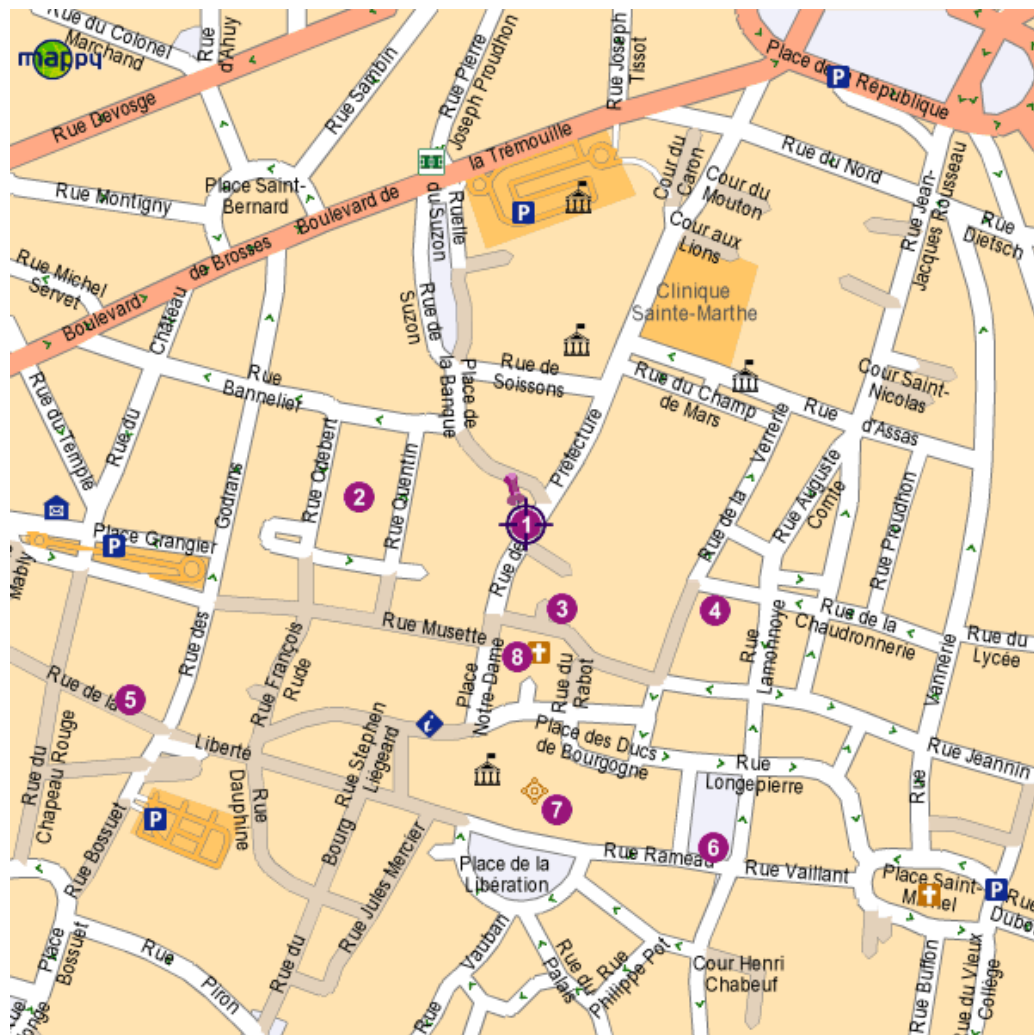 Rue du Colonel
Marchand
Rue
d'Ahuy
mappy
Rue Devosge
Rue Sambin
Rue Pierre
Joseph Proudhon
Rue Joseph
Tissot
Place de
République
P
la Trémouille
Boulevard de
Rue Montigny
Place Saint-
Bernard
de Brosses
Boulevard
Rue Michel
Servet
Ruelle
du Suzon
P
Cour du
Caron
Cour du
Mouton
Cour aux
Lions
Rue du Nord
Rue Jean-
Jacques Rousseau
Rue
Dietsch
Clinique
Sainte-Marthe
Rue de
Suzon
Château
Rue du
Rue du Temple
Rue
Bannelier
Place de
la Banque
Rue de
Soissons
Rue du Champ
de Mars
Cour Saint-
Nicolas
Rue
d'Assas
Préfecture
Rue de
Rue Odebert
2
Rue Quentin
1
Godrans
Rue des
Place Grangier
P
Mably
Verrerie
Rue de la
Rue Auguste
Comte
Rue Proudhon
3
4
Rue Musette
Rue de la
Chaudronnerie
Rue du
Lycée
Rue
Lamonnoye
Vannerie
Rue
8
Place
Notre-Dame
Rue du
Rabot
Rue François
Rude
5
Rue de la
Liberté
i
Rue Stephen
Liégeard
Place des Ducs
de Bourgogne
Rue
Longepierre
Rue Jeannin
Rue du
Chapeau Rouge
Rue
Dauphine
7
6
P
Rue Bossuet
Bourg
Rue du
Rue Jules Mercier
Place de la
Libération
Rue Rameau
Rue Vaillant
Place Saint-
P
Rue
Place
Bossuet
Rue
Piron
Vauban
Rue
Rue du
Palais
Rue
Philippe Pot
Cour Henri
Chabeuf
Rue Buffon
Rue du Vieux
Collège